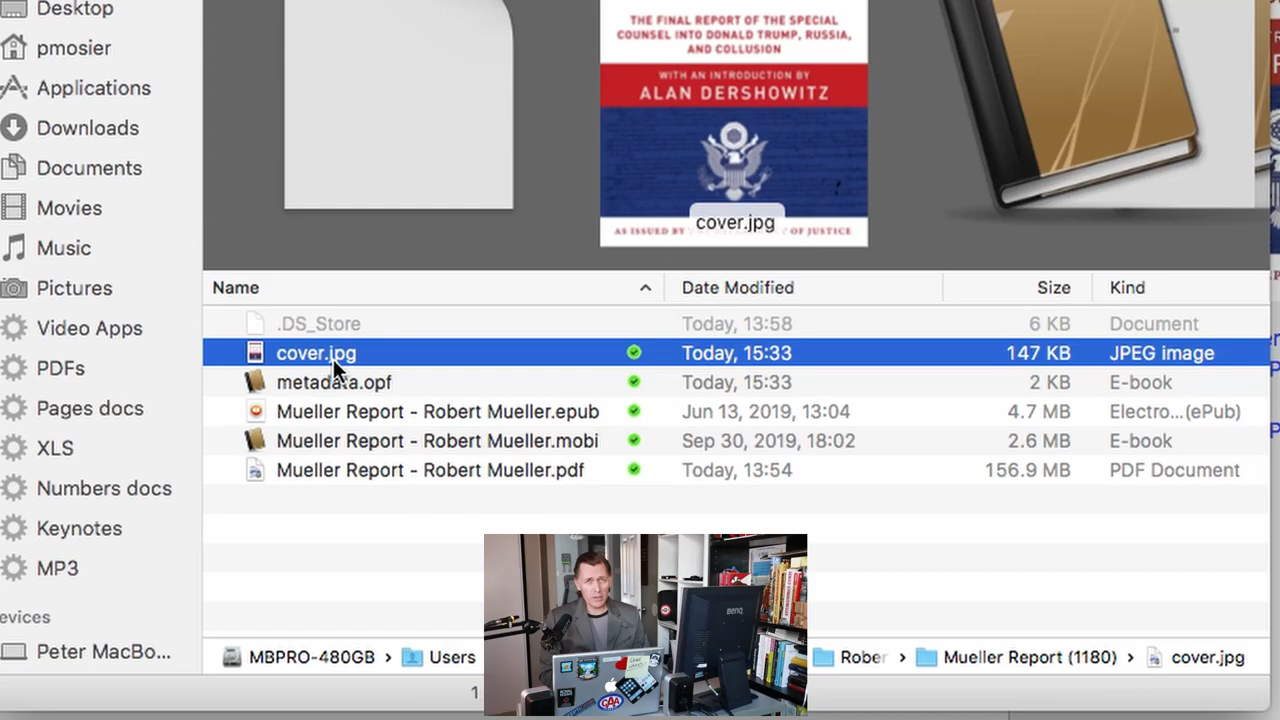 Desktop
pmosier
Applications
Downloads
Documents
Movies
Music
Pictures
Video Apps
PDFs
Pages docs
XLS
Numbers docs
Keynotes
MP3
evices
Peter MacBo...
THE FINAL REPORT OF THE SPECIAL
COUNSEL INTO DONALD TRUMP, RUSSIA,
AND COLLUSION
WITH AN INTRODUCTION BY
ALAN DERSHOWITZ
cover.jpg
AS ISSUED BY OF JUSTICE
Name Date Modified Size Kind
.DS_Store Today, 13:58 6 KB Document
cover.jpg Today, 15:33 147 KB JPEG image
metadata.opf Today, 15:33 2 KB E-book
Mueller Report - Robert Mueller.epub Jun 13, 2019, 13:04 4.7 MB Electro...(ePub)
Mueller Report - Robert Mueller.mobi Sep 30, 2019, 18:02 2.6 MB E-book
Mueller Report - Robert Mueller.pdf Today, 13:54 156.9 MB PDF Document
BenQ
CAA
MBPRO-480GB › Users Rober › Mueller Report (1180) › cover.jpg
1